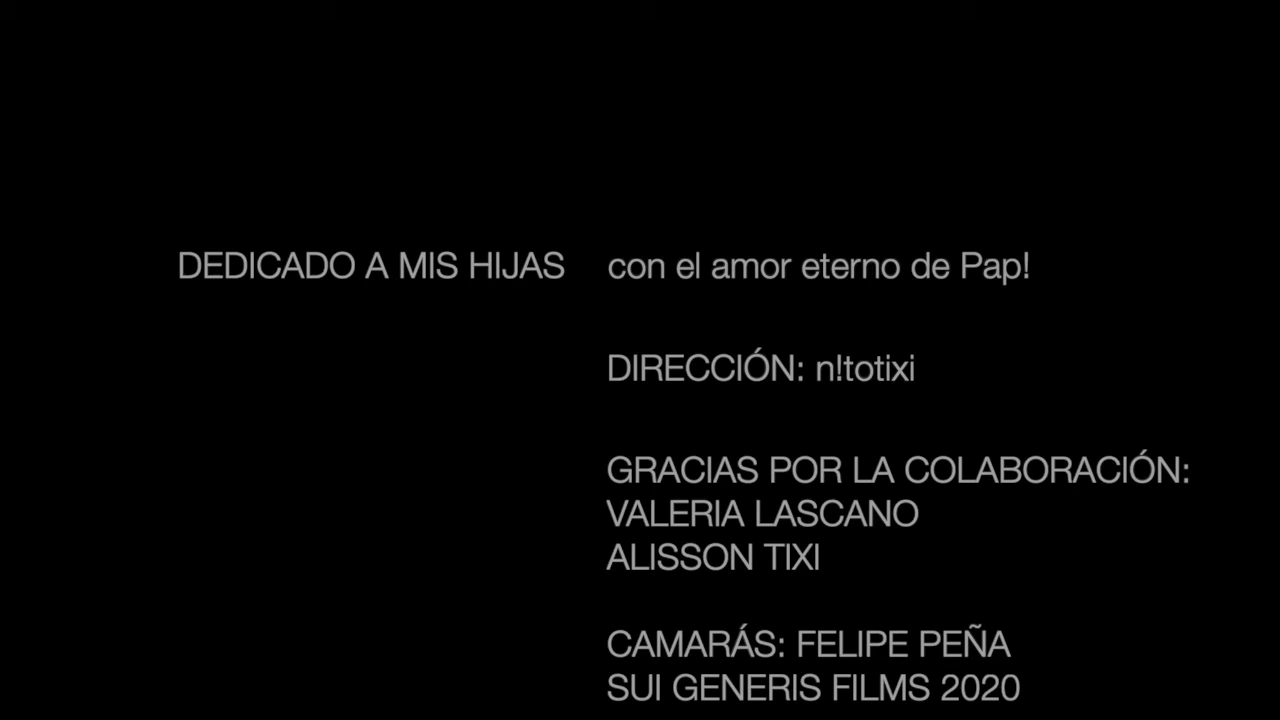 DEDICADO A MIS HIJAS con el amor eterno de Pap!
DIRECCIÓN: n!totixi
GRACIAS POR LA COLABORACIÓN:
VALERIA LASCANO
ALISSON TIXI
CAMARÁS: FELIPE PEÑA
SUI GENERIS FILMS 2020